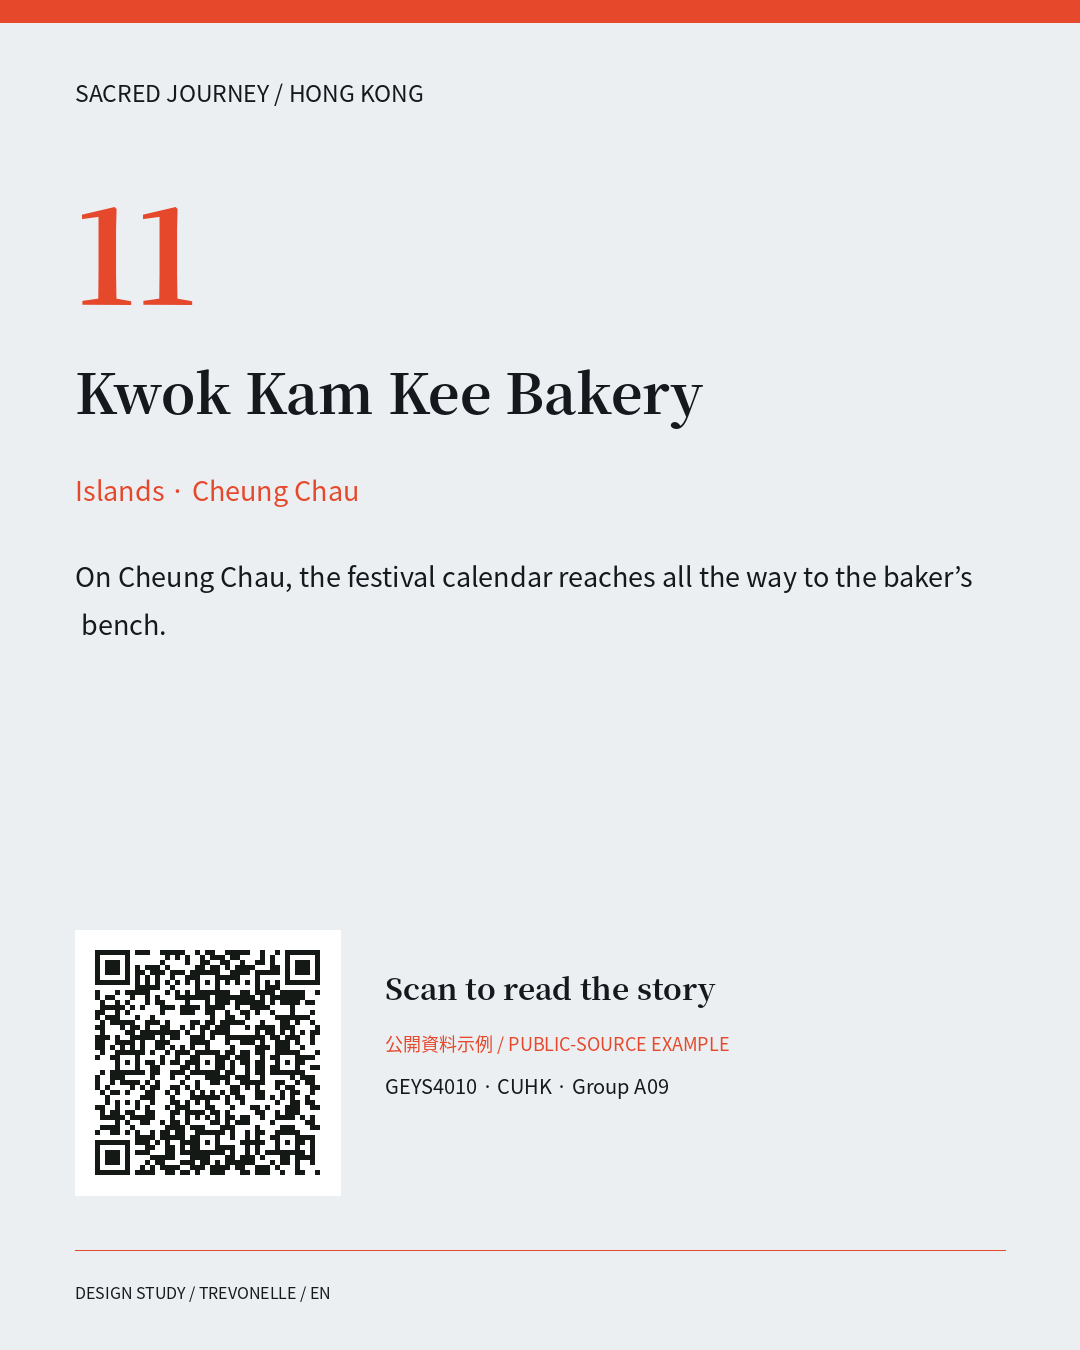 SACRED JOURNEY / HONG KONG
11
Kwok Kam Kee Bakery
Islands · Cheung Chau
On Cheung Chau, the festival calendar reaches all the way to the baker’s
bench.
Scan to read the story
公開資料示例 / PUBLIC-SOURCE EXAMPLE
GEYS4010 · CUHK · Group A09
DESIGN STUDY / TREVONELLE / EN